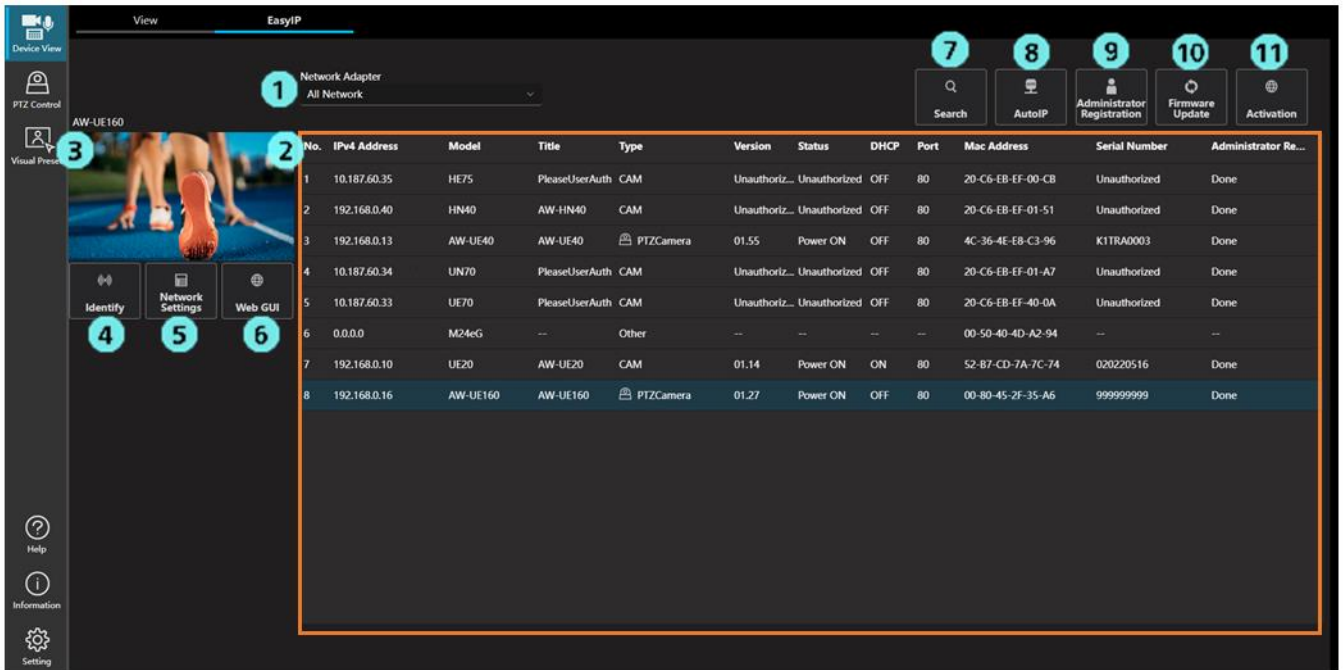 Device View
PTZ Control
Visual Prese
Help
Information
Setting
View EasyIP
1 Network Adapter
All Network
7 8 9 10 11
Search AutoIP Administrator Registration Firmware Update Activation
AW-UE160
3 2
Identify Network Settings Web GUI
4 5 6
No. IPv4 Address Model Title Type Version Status DHCP Port Mac Address Serial Number Administrator Re...
1 10.187.60.35 HE75 PleaseUserAuth CAM Unauthoriz... Unauthorized OFF 80 20-C6-EB-EF-00-CB Unauthorized Done
2 192.168.0.40 HN40 AW-HN40 CAM Unauthoriz... Unauthorized OFF 80 20-C6-EB-EF-01-51 Unauthorized Done
3 192.168.0.13 AW-UE40 AW-UE40 PTZCamera 01.55 Power ON OFF 80 4C-36-4E-E8-C3-96 K1TRA0003 Done
4 10.187.60.34 UN70 PleaseUserAuth CAM Unauthoriz... Unauthorized OFF 80 20-C6-EB-EF-01-A7 Unauthorized Done
5 10.187.60.33 UE70 PleaseUserAuth CAM Unauthoriz... Unauthorized OFF 80 20-C6-EB-EF-40-0A Unauthorized Done
6 0.0.0.0 M24eG -- Other -- -- -- -- 00-50-40-4D-A2-94 -- --
7 192.168.0.10 UE20 AW-UE20 CAM 01.14 Power ON ON 80 52-B7-CD-7A-7C-74 020220516 Done
8 192.168.0.16 AW-UE160 AW-UE160 PTZCamera 01.27 Power ON OFF 80 00-80-45-2F-35-A6 999999999 Done